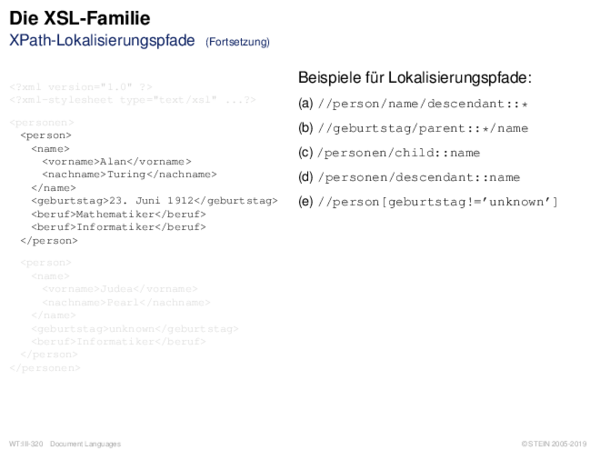 Die XSL-Familie
XPath-Lokalisierungspfade (Fortsetzung)
<?xml version="1.0" ?>
<?xml-stylesheet type="text/xsl" ...?>
<personen>
<person>
<name>
<vorname>Alan</vorname>
<nachname>Turing</nachname>
</name>
<geburtstag>23. Juni 1912</geburtstag>
<beruf>Mathematiker</beruf>
<beruf>Informatiker</beruf>
</person>
<person>
<name>
<vorname>Judea</vorname>
<nachname>Pearl</nachname>
</name>
<geburtstag>unknown</geburtstag>
<beruf>Informatiker</beruf>
</person>
</personen>
Beispiele für Lokalisierungspfade:
(a) //person/name/descendant::*
(b) //geburtstag/parent::*/name
(c) /personen/child::name
(d) /personen/descendant::name
(e) //person[geburtstag!='unknown']
WT:III-320 Document Languages
© STEIN 2005-2019